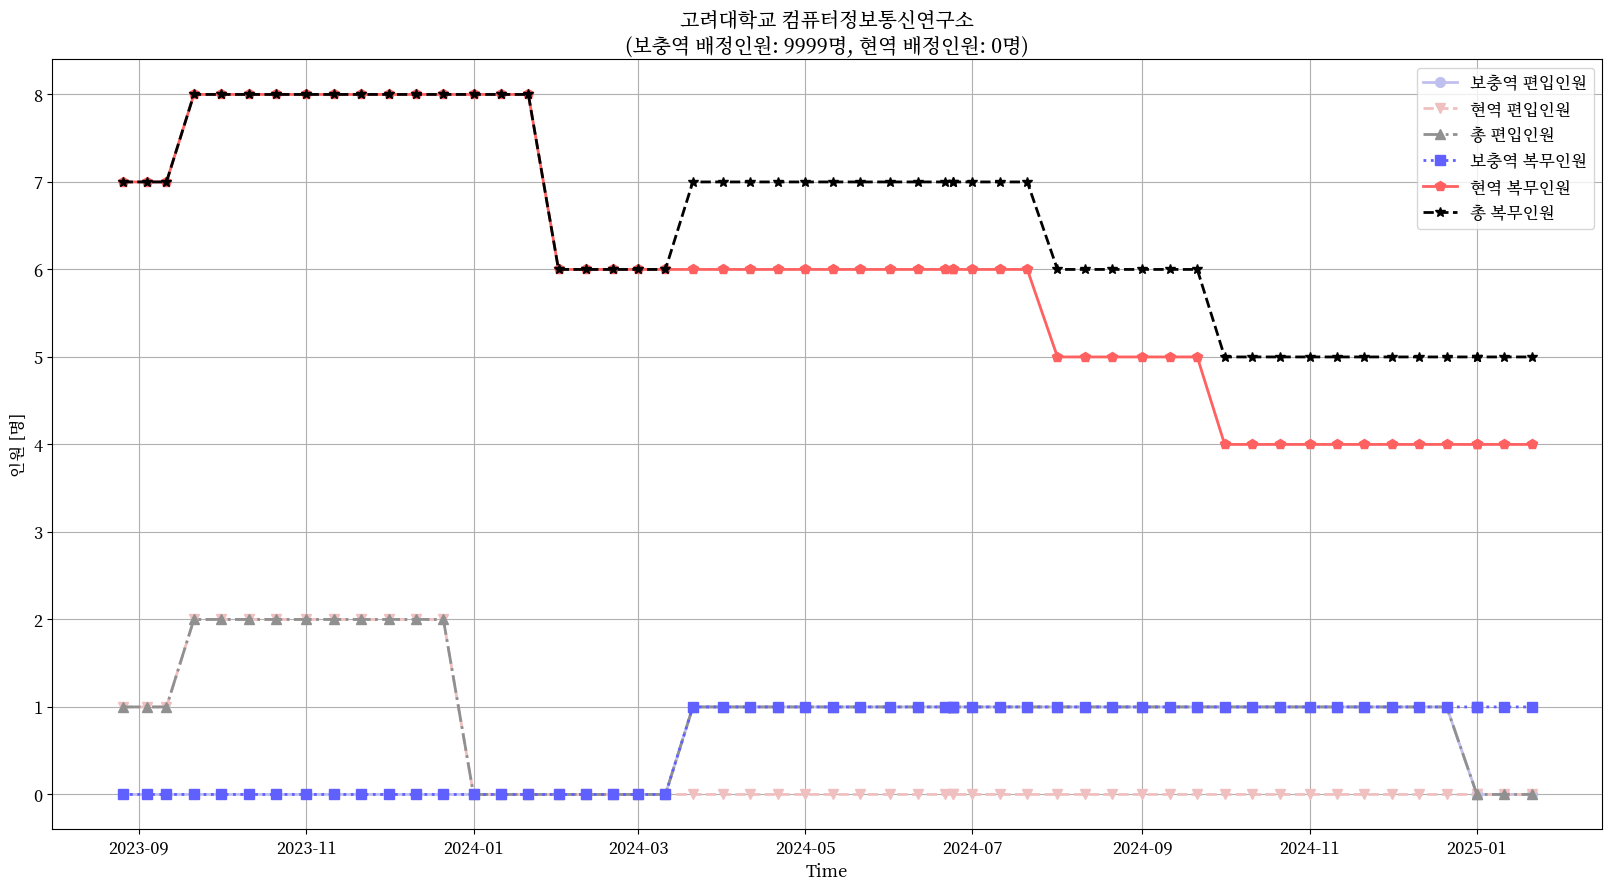 고려대학교 컴퓨터정보통신연구소
(보충역 배정인원: 9999명, 현역 배정인원: 0명)
보충역 편입인원
현역 편입인원
총 편입인원
보충역 복무인원
현역 복무인원
총 복무인원
8
7
6
5
4
3
2
1
0
인원 [명]
2023-09 2023-11 2024-01 2024-03 2024-05 2024-07 2024-09 2024-11 2025-01
Time